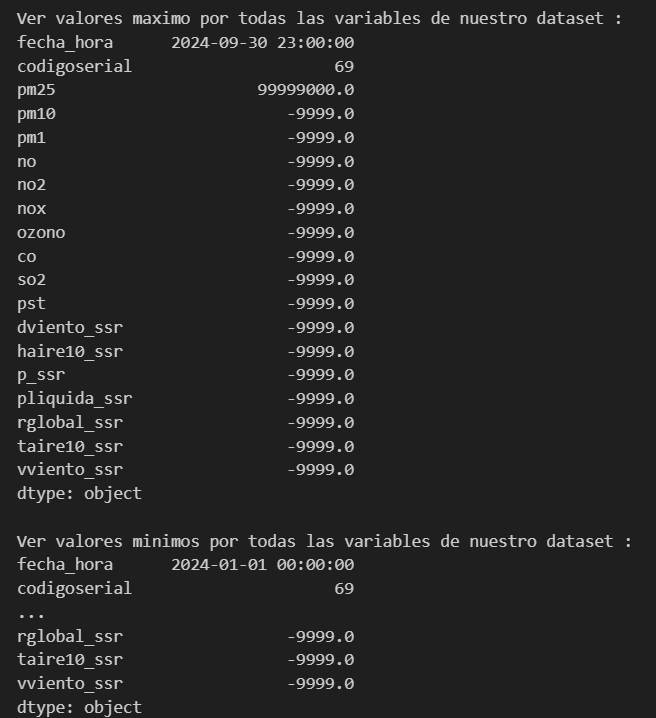 Ver valores maximo por todas las variables de nuestro dataset :
fecha_hora      2024-09-30 23:00:00
codigoserial                     69
pm25                     99999000.0
pm10                        -9999.0
pm1                         -9999.0
no                          -9999.0
no2                         -9999.0
nox                         -9999.0
ozono                       -9999.0
co                          -9999.0
so2                         -9999.0
pst                         -9999.0
dviento_ssr                 -9999.0
haire10_ssr                 -9999.0
p_ssr                       -9999.0
pliquida_ssr                -9999.0
rglobal_ssr                 -9999.0
taire10_ssr                 -9999.0
vviento_ssr                 -9999.0
dtype: object

Ver valores minimos por todas las variables de nuestro dataset :
fecha_hora      2024-01-01 00:00:00
codigoserial                     69
...
rglobal_ssr                 -9999.0
taire10_ssr                 -9999.0
vviento_ssr                 -9999.0
dtype: object